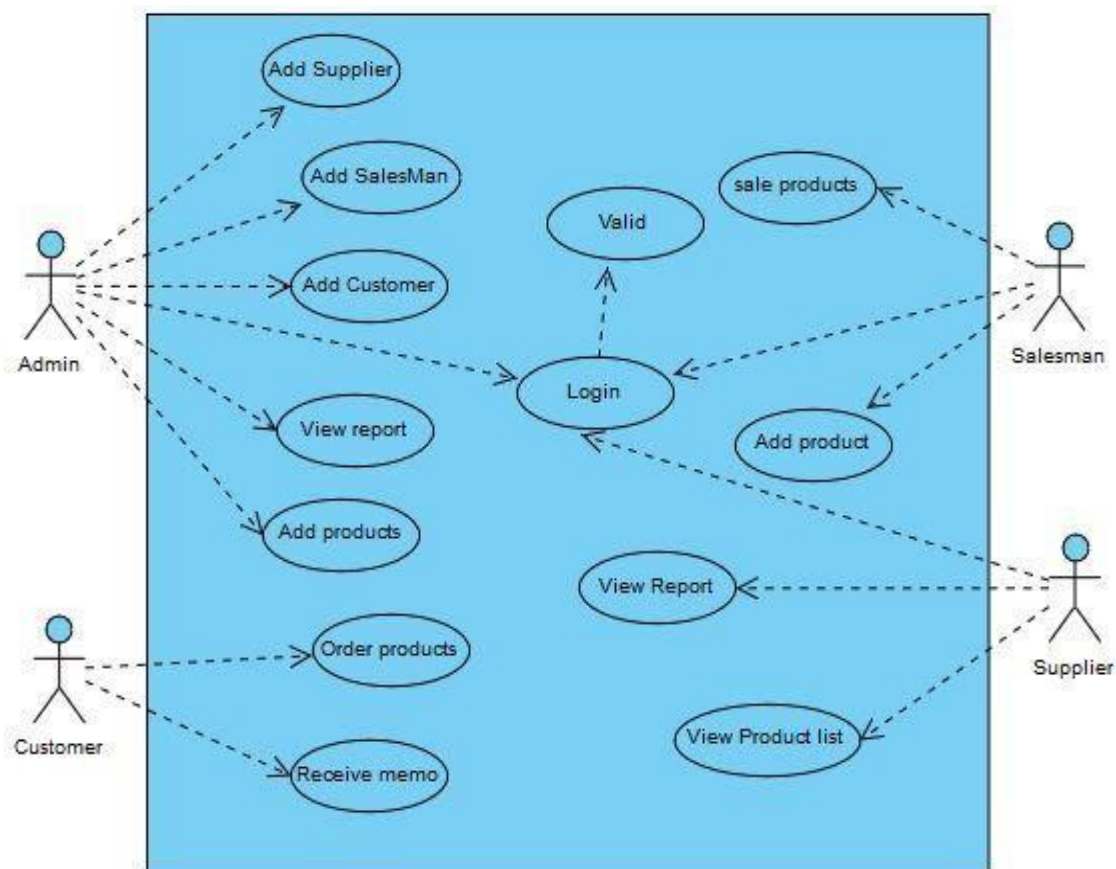 Add Supplier
Add SalesMan
sale products
Valid
Add Customer
Admin
Salesman
Login
View report
Add product
Add products
View Report
Order products
Supplier
View Product list
Customer
Receive memo